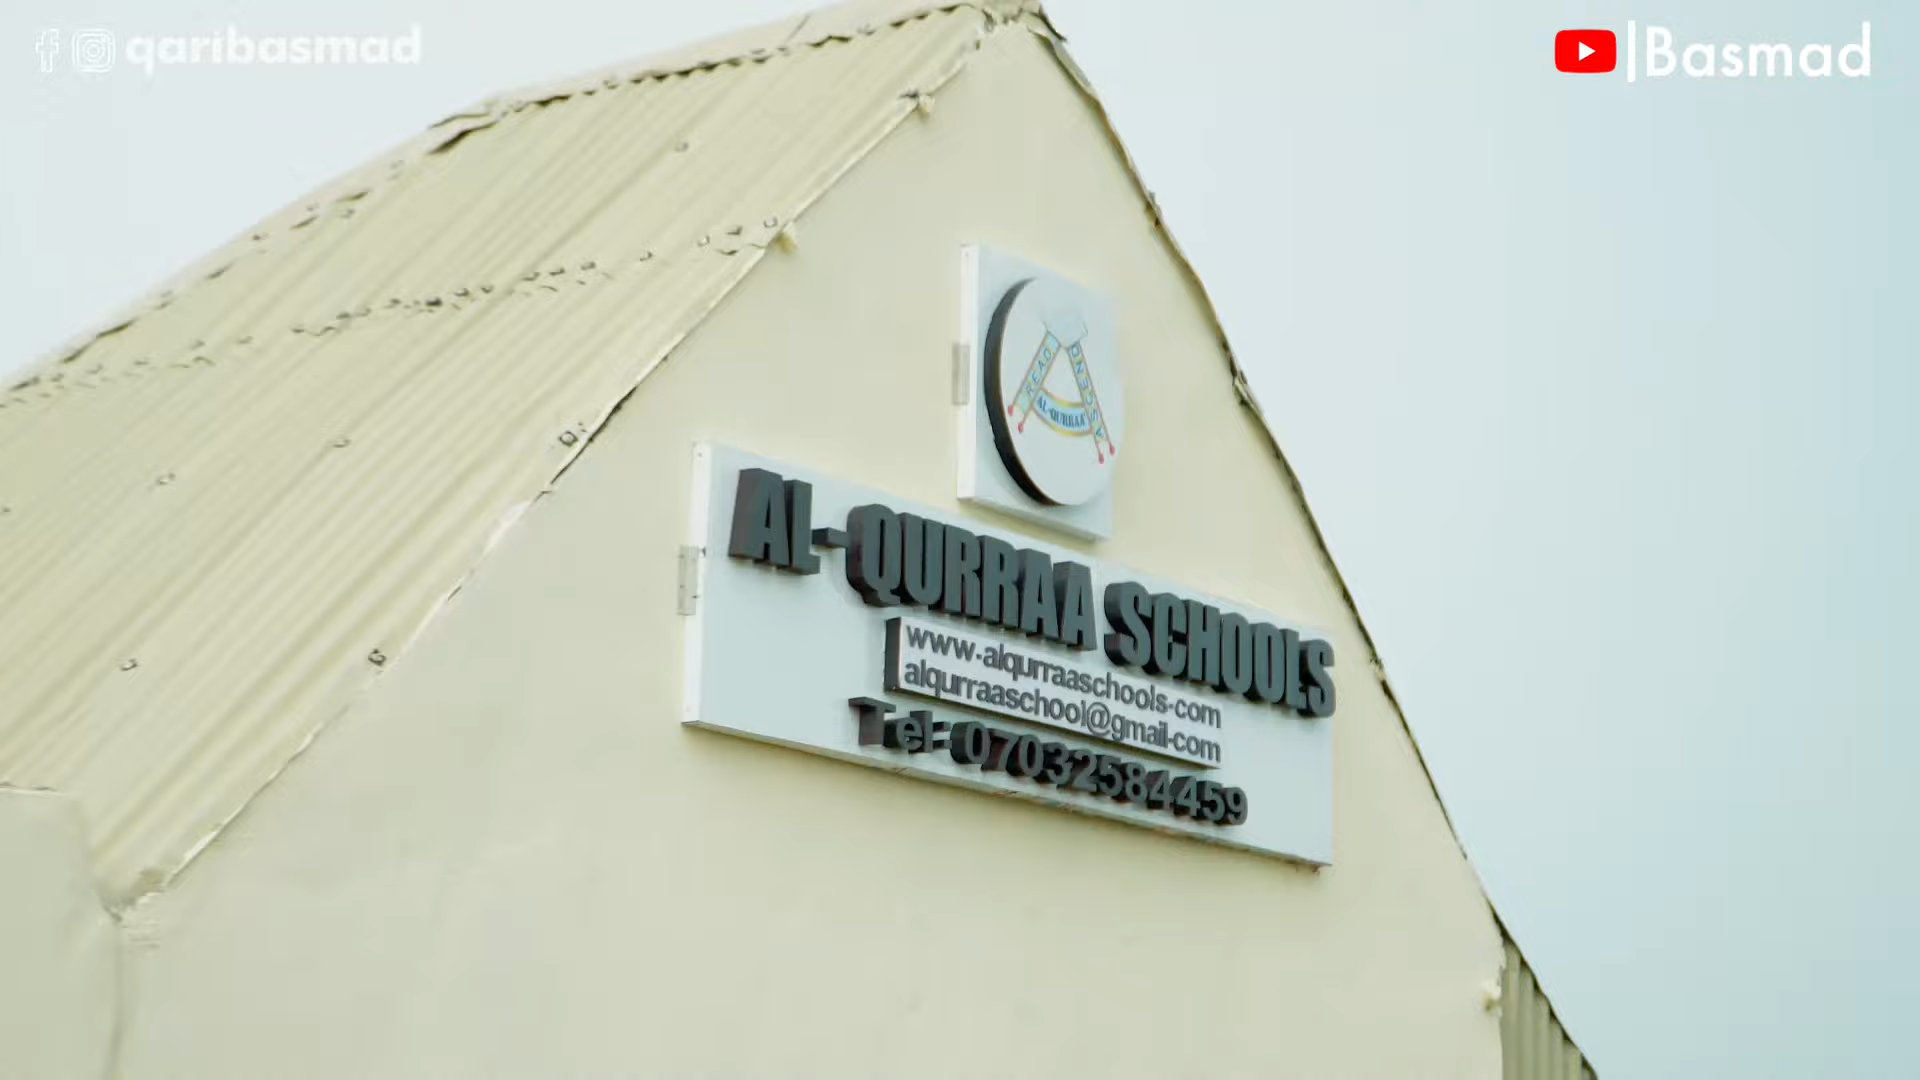 qaribasmad
|Basmad
READ
ASCEND
AL-QURRAA
AL-QURRAA SCHOOLS
www.alqurraaschools.com
alqurraaschool@gmail.com
Tel: 07032584459